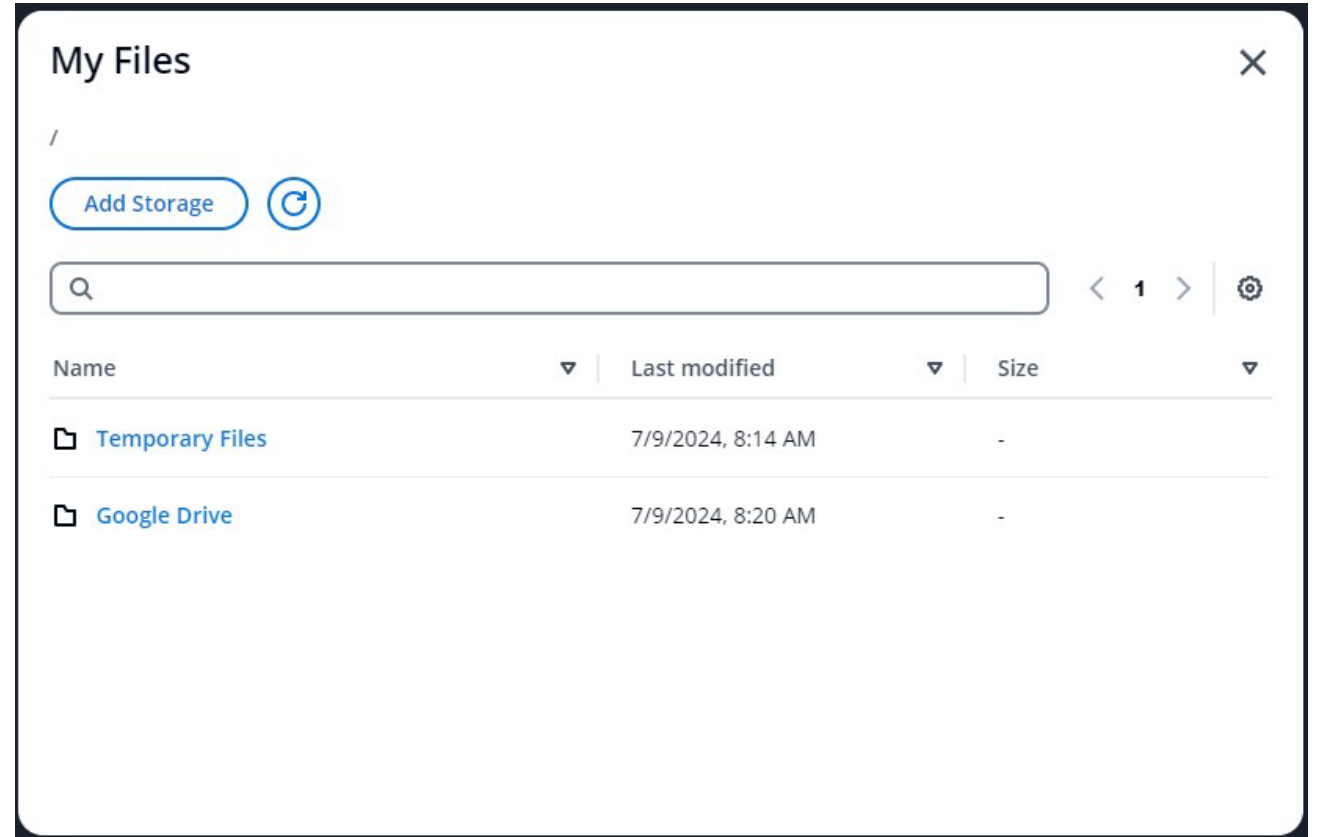 My Files
/
Add Storage
1
Name Last modified Size
Temporary Files 7/9/2024, 8:14 AM -
Google Drive 7/9/2024, 8:20 AM -